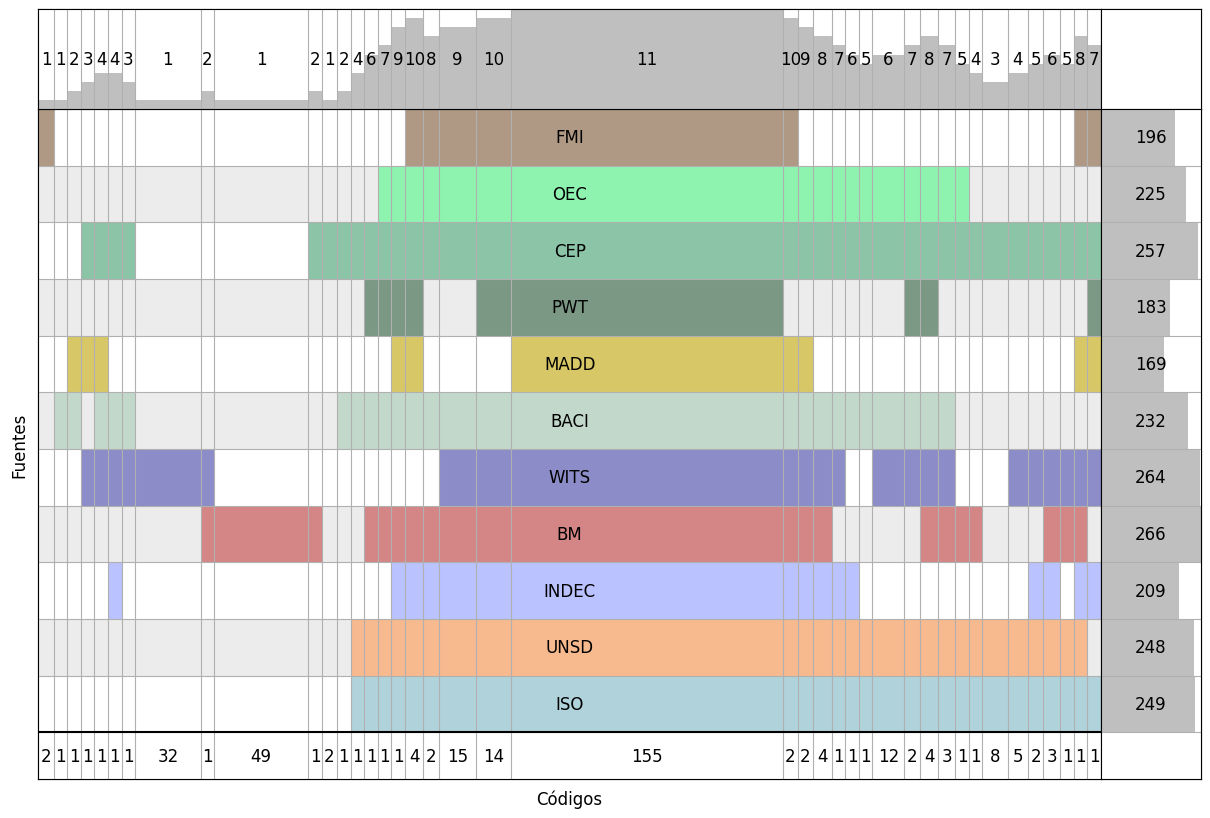 1 1 2 3 4 4 3 1 2 1 2 1 2 4 6 7 9 10 8 9 10 11 10 9 8 7 6 5 6 7 8 7 5 4 3 4 5 6 5 8 7
FMI 196
OEC 225
CEP 257
PWT 183
MADD 169
BACI 232
Fuentes
WITS 264
BM 266
INDEC 209
UNSD 248
ISO 249
2 1 1 1 1 1 1 32 1 49 1 2 1 1 1 1 1 4 2 15 14 155 2 2 4 1 1 1 12 2 4 3 1 1 8 5 2 3 1 1 1
Códigos